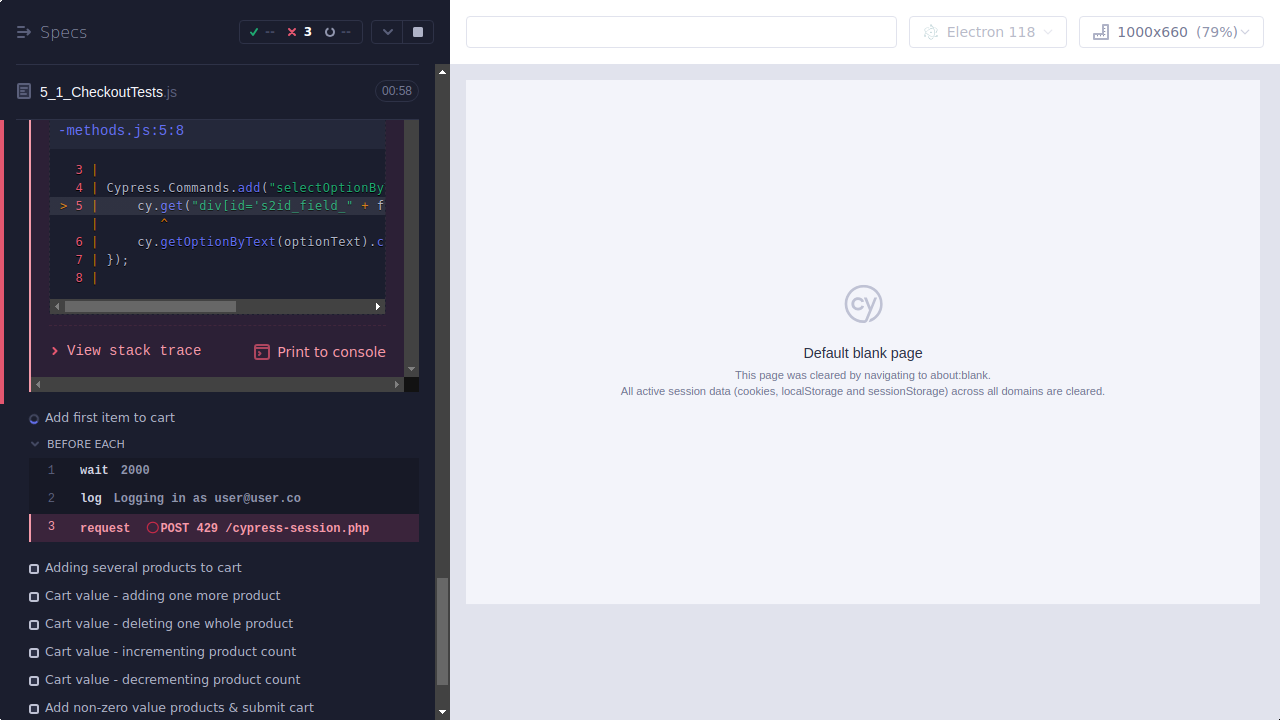 Specs
-- 3 --
Electron 118
1000x660 (79%)
5_1_CheckoutTests.js
00:58
-methods.js:5:8
3 |
4 | Cypress.Commands.add("selectOptionBy
> 5 | cy.get("div[id='s2id_field_" + f
| ^
6 | cy.getOptionByText(optionText).c
7 | });
8 |
View stack trace
Print to console
Add first item to cart
BEFORE EACH
1 wait 2000
2 log Logging in as user@user.co
3 request POST 429 /cypress-session.php
Adding several products to cart
Cart value - adding one more product
Cart value - deleting one whole product
Cart value - incrementing product count
Cart value - decrementing product count
Add non-zero value products & submit cart
cy
Default blank page
This page was cleared by navigating to about:blank.
All active session data (cookies, localStorage and sessionStorage) across all domains are cleared.